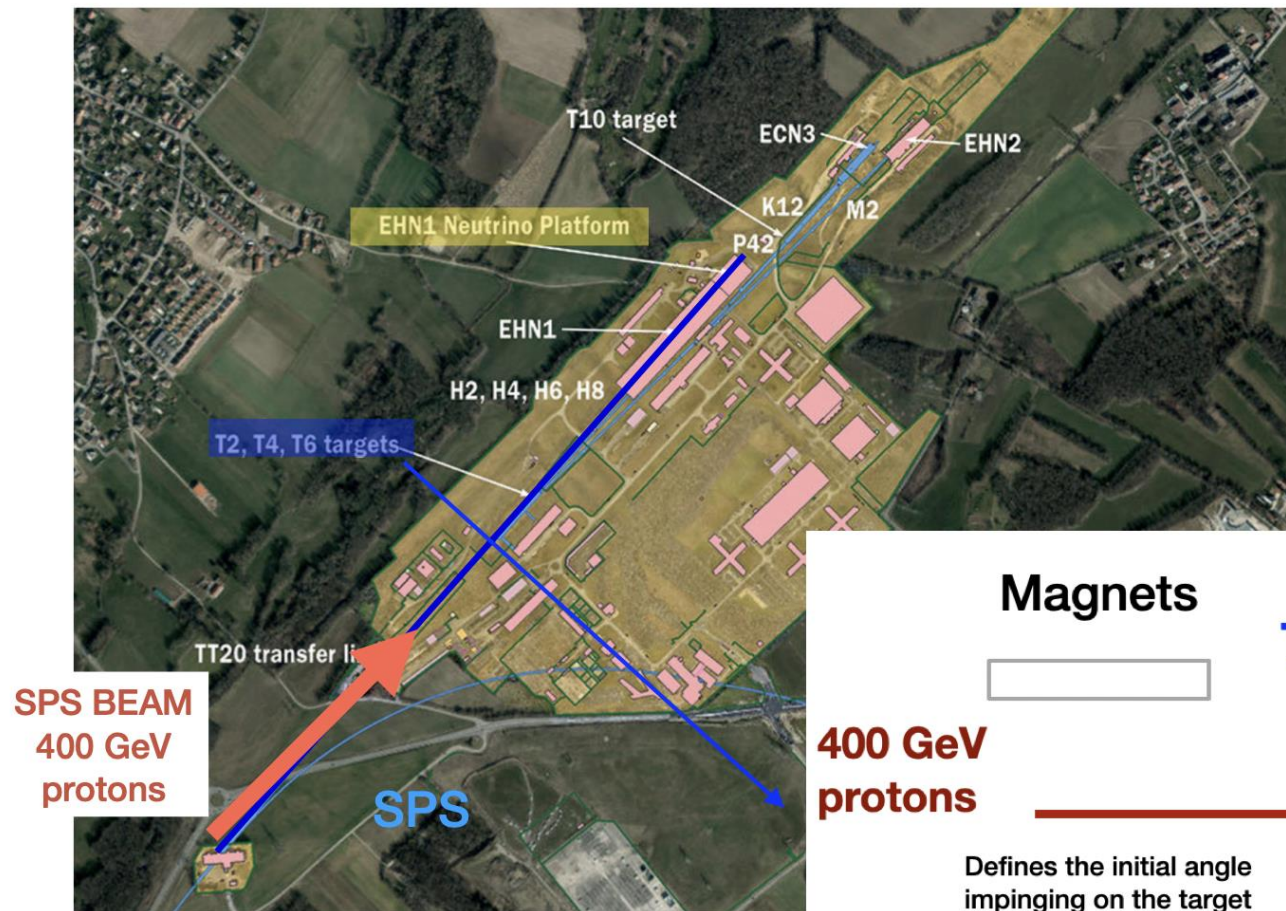 T10 target
ECN3
EHN2
K12
M2
EHN1 Neutrino Platform
P42
EHN1
H2, H4, H6, H8
T2, T4, T6 targets
TT20 transfer li
SPS BEAM
400 GeV
protons
SPS
Magnets
400 GeV
protons
Defines the initial angle
impinging on the target